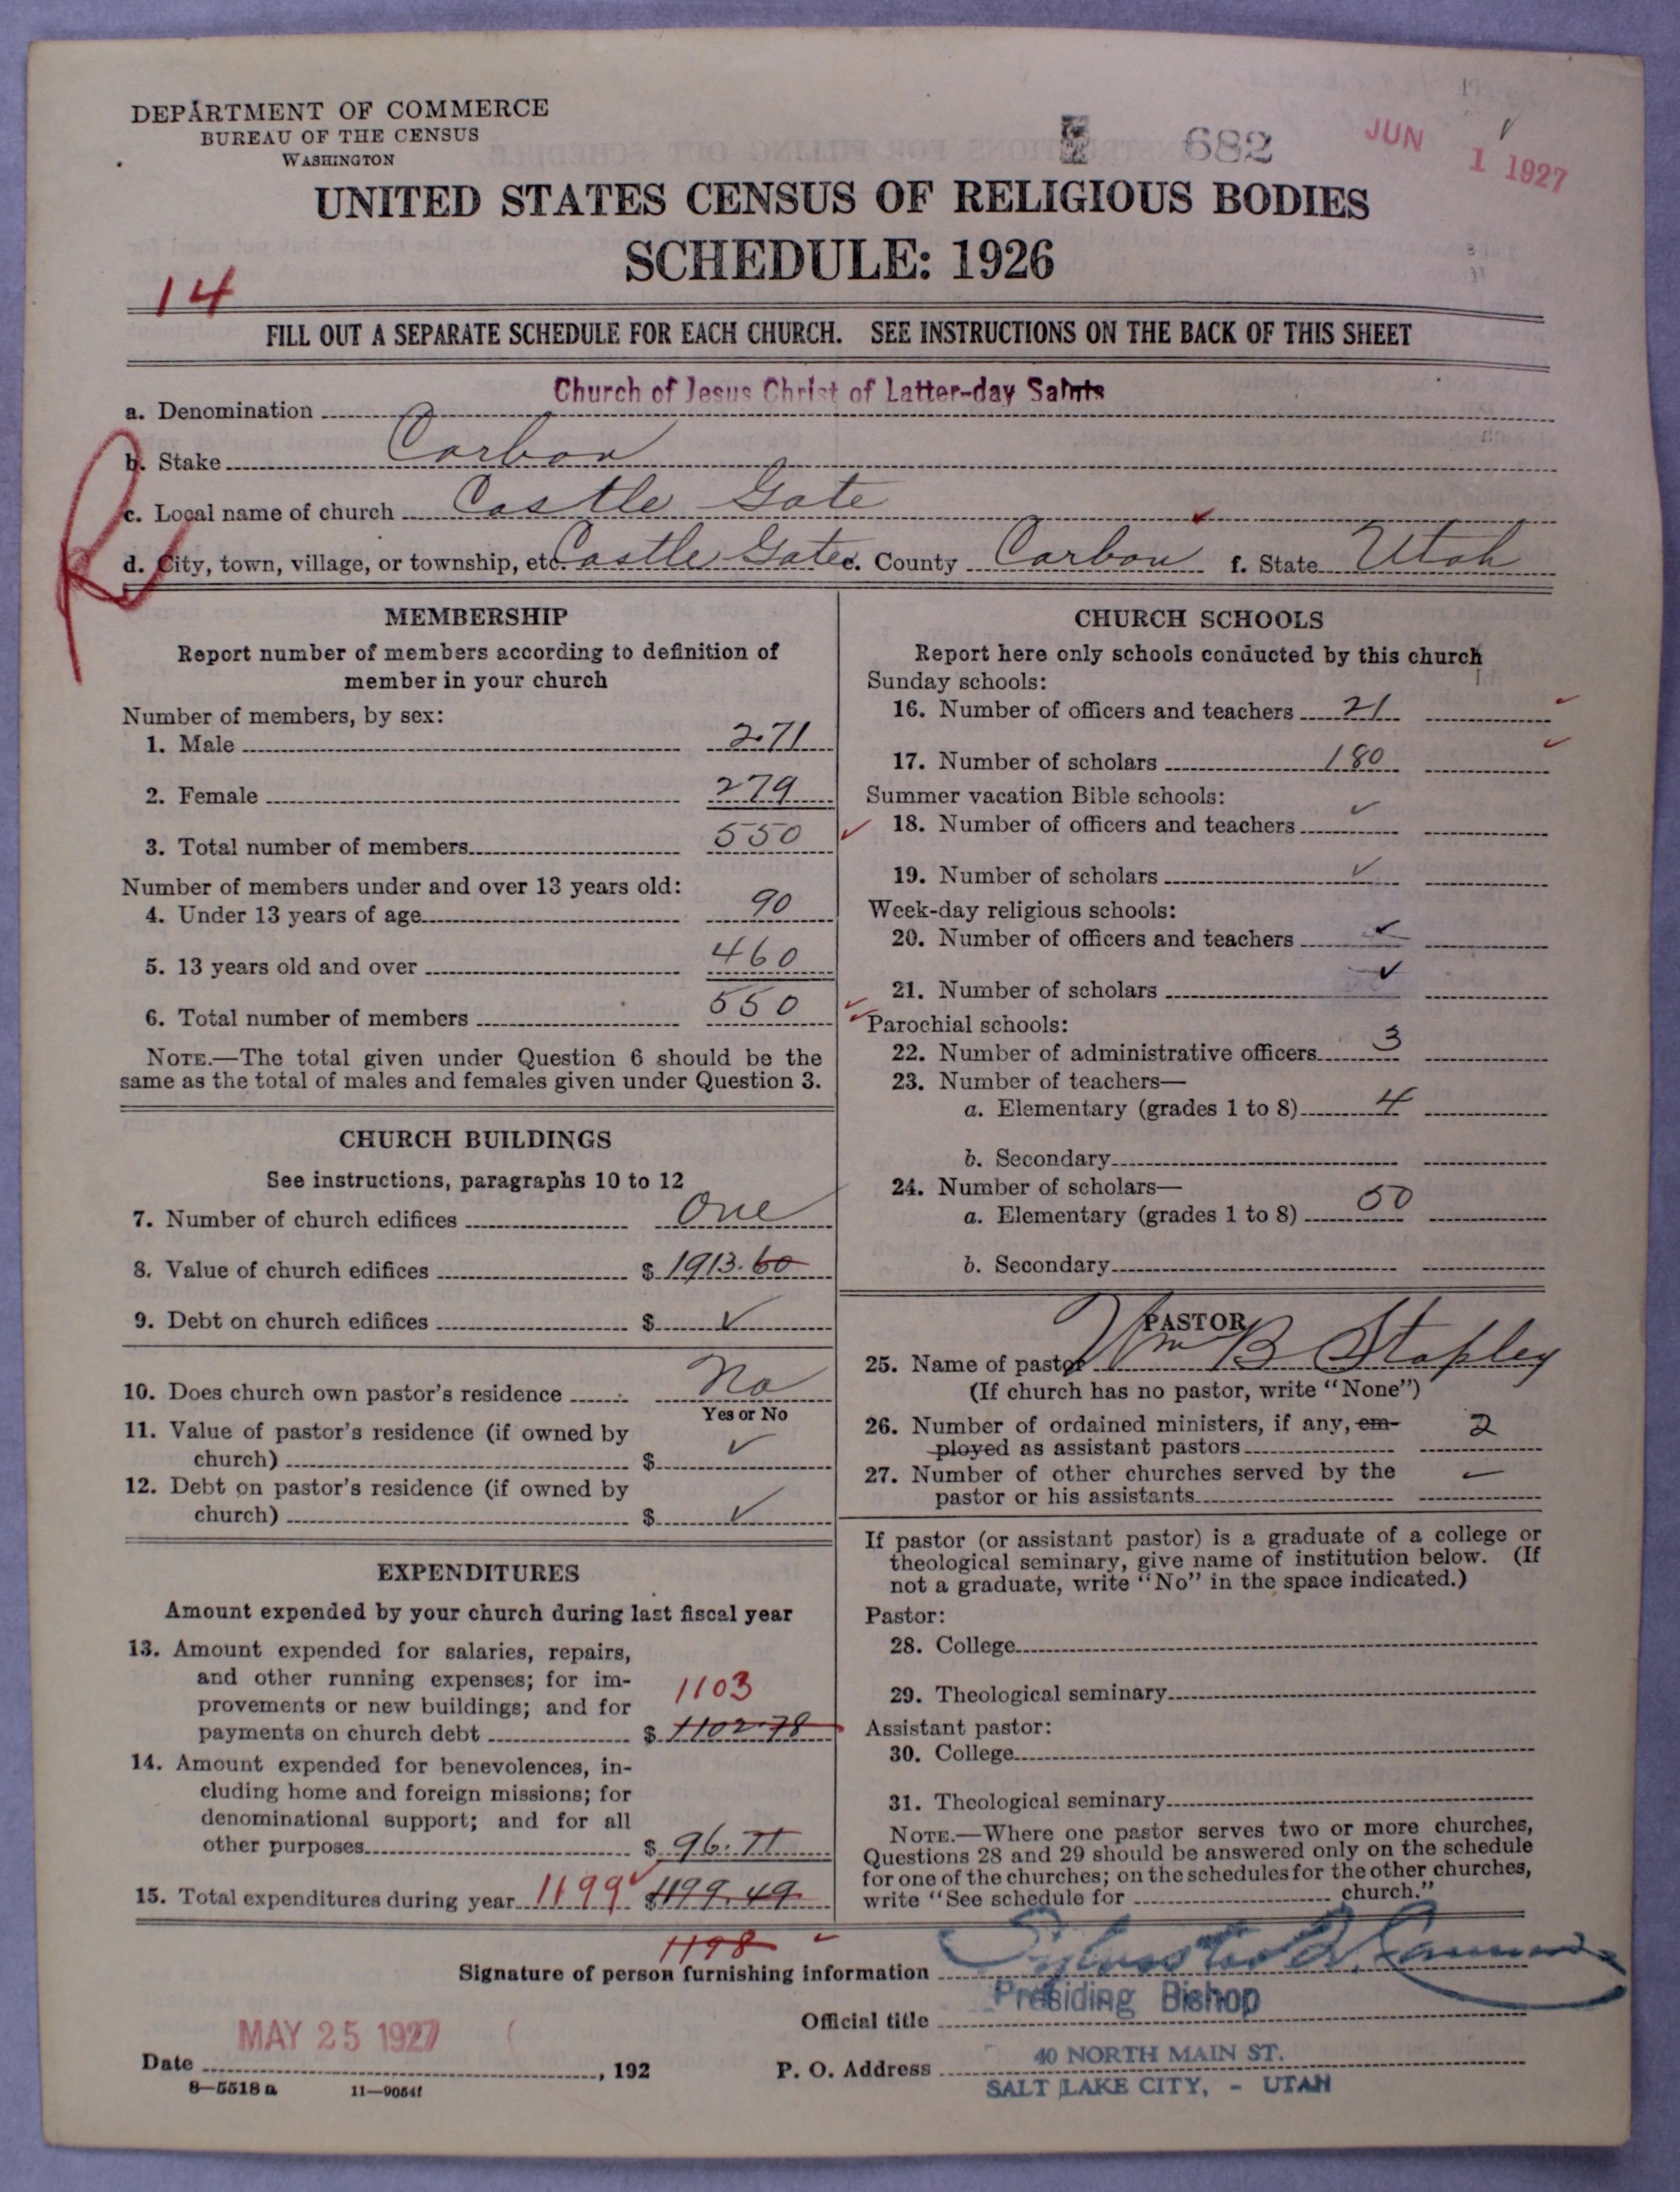 DEPARTMENT OF COMMERCE
BUREAU OF THE CENSUS
WASHINGTON
682
JUN 1 1927
UNITED STATES CENSUS OF RELIGIOUS BODIES
SCHEDULE: 1926
14
FILL OUT A SEPARATE SCHEDULE FOR EACH CHURCH. SEE INSTRUCTIONS ON THE BACK OF THIS SHEET
a. Denomination Church of Jesus Christ of Latter-day Saints
b. Stake Carbon
c. Local name of church Castle Gate
d. City, town, village, or township, etc. Castle Gate e. County Carbon f. State Utah
R
MEMBERSHIP
Report number of members according to definition of
member in your church
Number of members, by sex:
1. Male 271
2. Female 279
3. Total number of members 550
Number of members under and over 13 years old:
4. Under 13 years of age 90
5. 13 years old and over 460
6. Total number of members 550
NOTE.—The total given under Question 6 should be the
same as the total of males and females given under Question 3.
CHURCH BUILDINGS
See instructions, paragraphs 10 to 12
7. Number of church edifices One
8. Value of church edifices $ 1913.60
9. Debt on church edifices $ ✓
10. Does church own pastor's residence No
Yes or No
11. Value of pastor's residence (if owned by
church) $ ✓
12. Debt on pastor's residence (if owned by
church) $ ✓
EXPENDITURES
Amount expended by your church during last fiscal year
13. Amount expended for salaries, repairs,
and other running expenses; for im-
provements or new buildings; and for 1103
payments on church debt $ 1102.78
14. Amount expended for benevolences, in-
cluding home and foreign missions; for
denominational support; and for all
other purposes $ 96.71
15. Total expenditures during year 1199 $ 1199.49
1198
CHURCH SCHOOLS
Report here only schools conducted by this church
Sunday schools:
16. Number of officers and teachers 21
17. Number of scholars 180
Summer vacation Bible schools:
18. Number of officers and teachers ✓
19. Number of scholars ✓
Week-day religious schools:
20. Number of officers and teachers ✓
21. Number of scholars ✓
Parochial schools:
22. Number of administrative officers 3
23. Number of teachers—
a. Elementary (grades 1 to 8) 4
b. Secondary
24. Number of scholars—
a. Elementary (grades 1 to 8) 50
b. Secondary
PASTOR
25. Name of pastor Wm B Stapley
(If church has no pastor, write "None")
26. Number of ordained ministers, if any, em-
ployed as assistant pastors 2
27. Number of other churches served by the
pastor or his assistants
If pastor (or assistant pastor) is a graduate of a college or
theological seminary, give name of institution below. (If
not a graduate, write "No" in the space indicated.)
Pastor:
28. College
29. Theological seminary
Assistant pastor:
30. College
31. Theological seminary
NOTE.—Where one pastor serves two or more churches,
Questions 28 and 29 should be answered only on the schedule
for one of the churches; on the schedules for the other churches,
write "See schedule for church."
Signature of person furnishing information Sylvester Q. Cannon
Official title Presiding Bishop
Date MAY 25 1927 , 192
P. O. Address 40 NORTH MAIN ST.
SALT LAKE CITY, - UTAH
8—5518 a 11—9054f